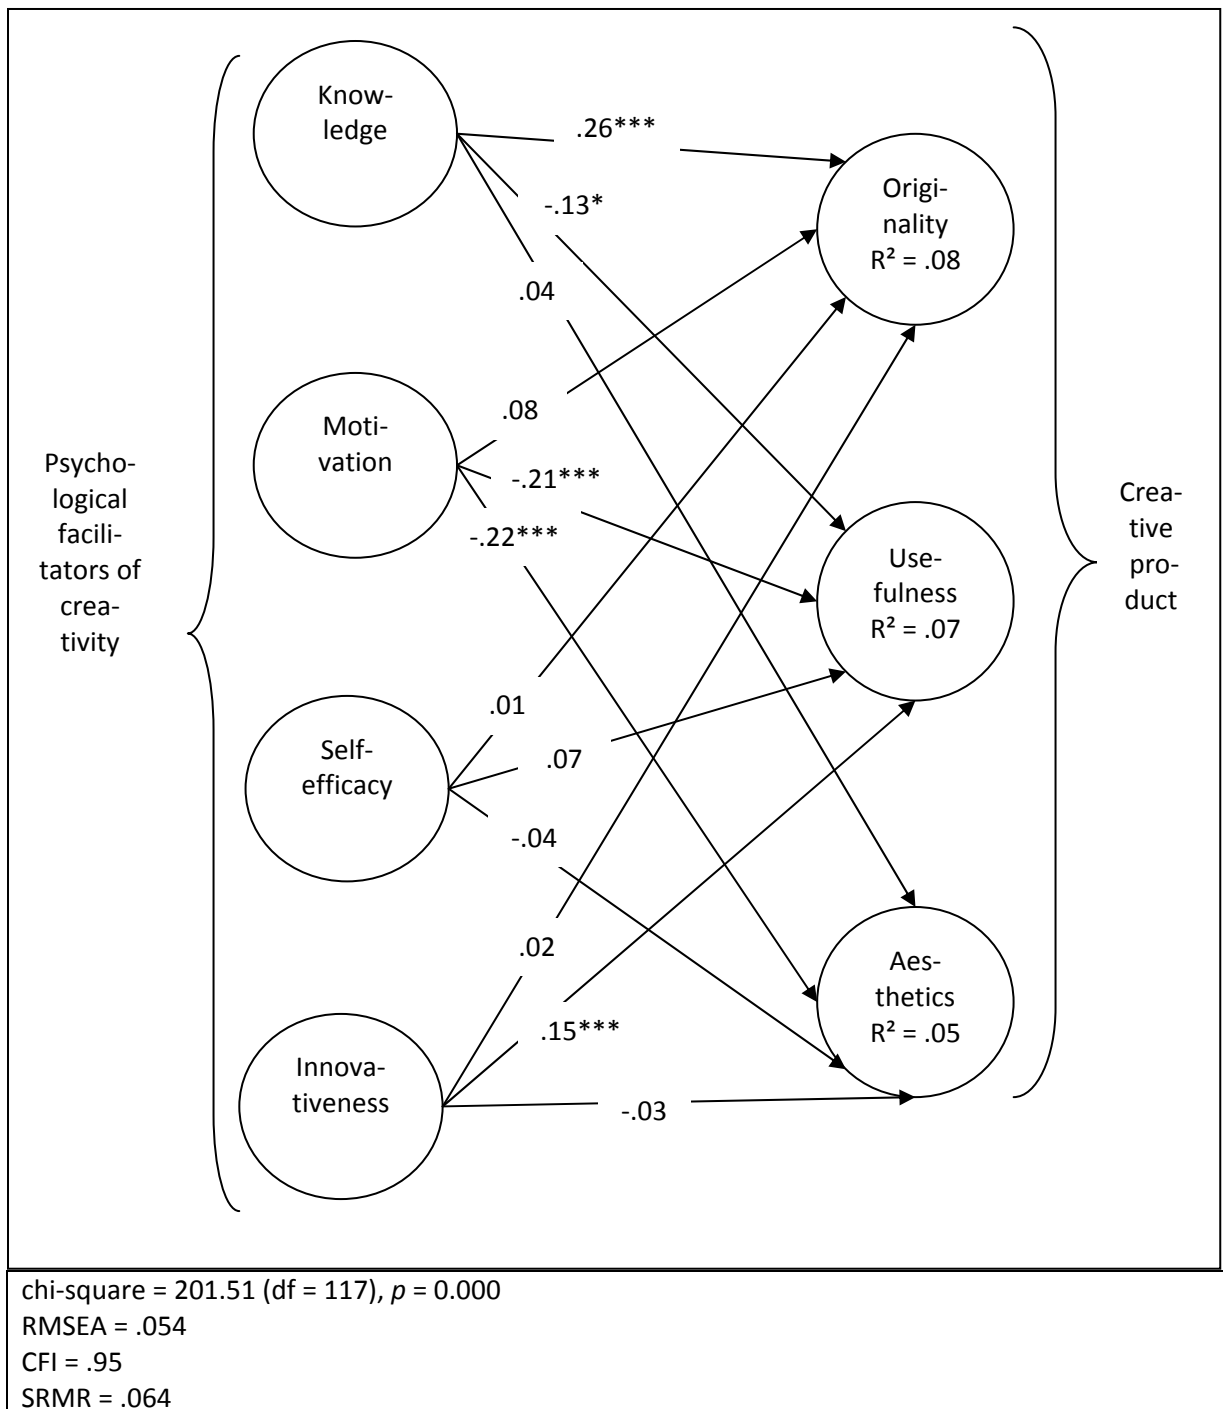 Know-
ledge
.26***
-.13*
.04
Origi-
nality
R² = .08
Moti-
vation
.08
-.21***
-.22***
Psycho-
logical
facili-
tators of
crea-
tivity
Crea-
tive
pro-
duct
Use-
fulness
R² = .07
Self-
efficacy
.01
.07
-.04
Aes-
thetics
R² = .05
Innova-
tiveness
.02
.15***
-.03
chi-square = 201.51 (df = 117), p = 0.000
RMSEA = .054
CFI = .95
SRMR = .064